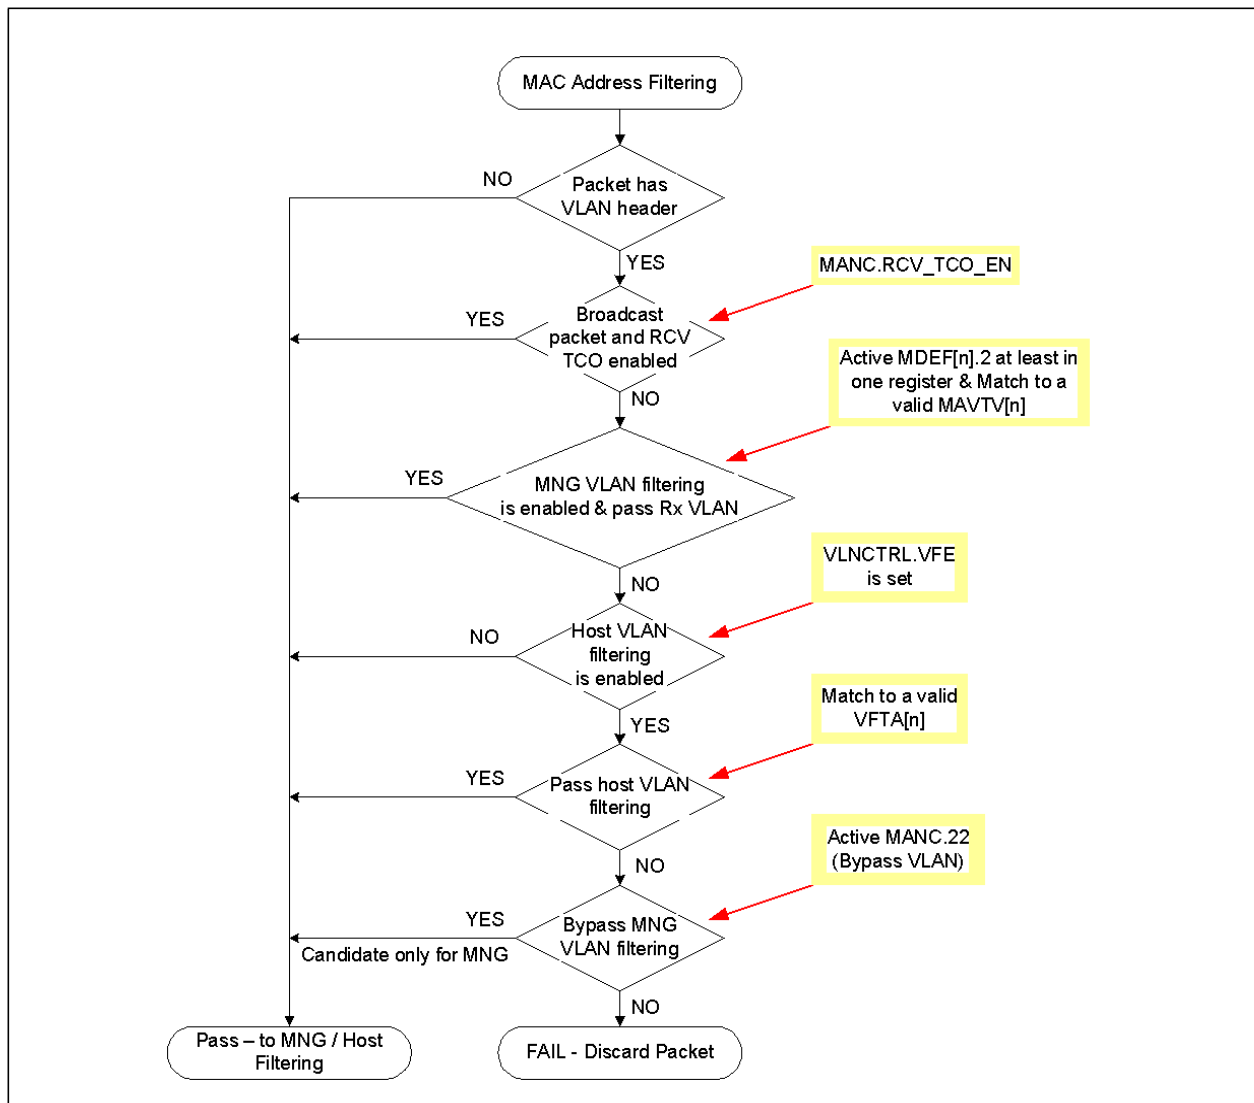 MAC Address Filtering
NO
Packet has
VLAN header
YES
MANC.RCV_TCO_EN
YES
Broadcast
packet and RCV
TCO enabled
NO
Active MDEF[n].2 at least in
one register & Match to a
valid MAVTV[n]
YES
MNG VLAN filtering
is enabled & pass Rx VLAN
NO
VLNCTRL.VFE
is set
NO
Host VLAN
filtering
is enabled
YES
Match to a valid
VFTA[n]
YES
Pass host VLAN
filtering
NO
Active MANC.22
(Bypass VLAN)
YES
Bypass MNG
VLAN filtering
Candidate only for MNG
NO
Pass – to MNG / Host
Filtering
FAIL - Discard Packet